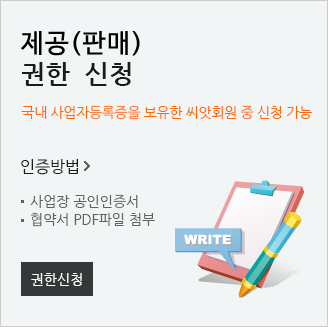 제공(판매)
권한 신청
국내 사업자등록증을 보유한 씨앗회원 중 신청 가능
인증방법 >
▪ 사업장 공인인증서
▪ 협약서 PDF파일 첨부
WRITE
권한신청